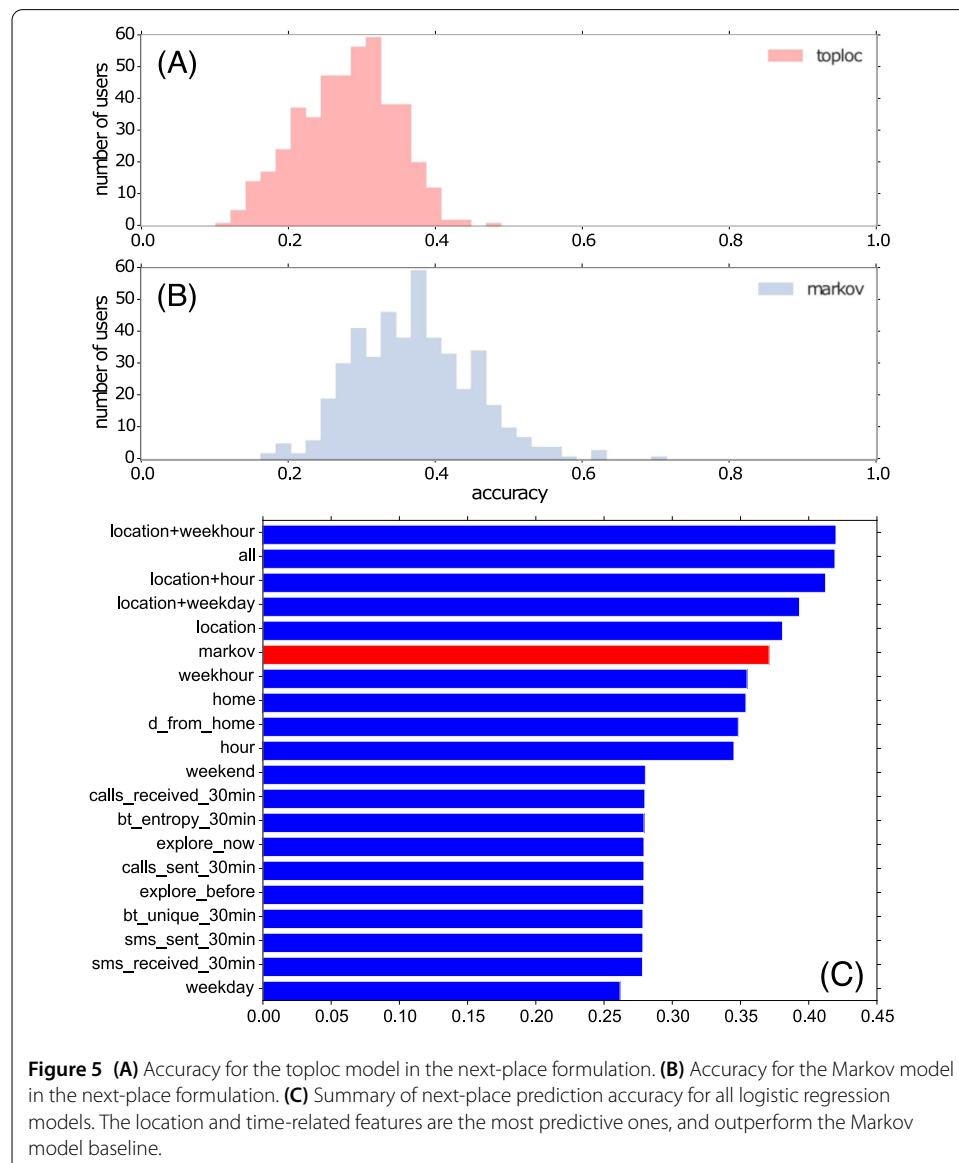 (A)
toploc
number of users
60
50
40
30
20
10
0
0.0 0.2 0.4 0.6 0.8 1.0
(B)
markov
number of users
60
50
40
30
20
10
0
0.0 0.2 0.4 0.6 0.8 1.0
accuracy
location+weekhour
all
location+hour
location+weekday
location
markov
weekhour
home
d_from_home
hour
weekend
calls_received_30min
bt_entropy_30min
explore_now
calls_sent_30min
explore_before
bt_unique_30min
sms_sent_30min
sms_received_30min
weekday
(C)
0.00 0.05 0.10 0.15 0.20 0.25 0.30 0.35 0.40 0.45
Figure 5 (A) Accuracy for the toploc model in the next-place formulation. (B) Accuracy for the Markov model
in the next-place formulation. (C) Summary of next-place prediction accuracy for all logistic regression
models. The location and time-related features are the most predictive ones, and outperform the Markov
model baseline.